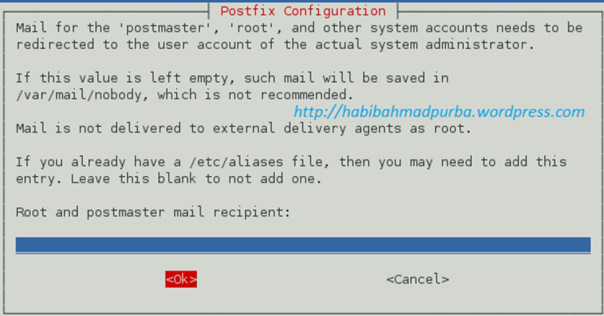 Postfix Configuration
Mail for the 'postmaster', 'root', and other system accounts needs to be
redirected to the user account of the actual system administrator.
If this value is left empty, such mail will be saved in
/var/mail/nobody, which is not recommended.
http://habibahmadpurba.wordpress.com
Mail is not delivered to external delivery agents as root.
If you already have a /etc/aliases file, then you may need to add this
entry. Leave this blank to not add one.
Root and postmaster mail recipient:
<Ok> <Cancel>